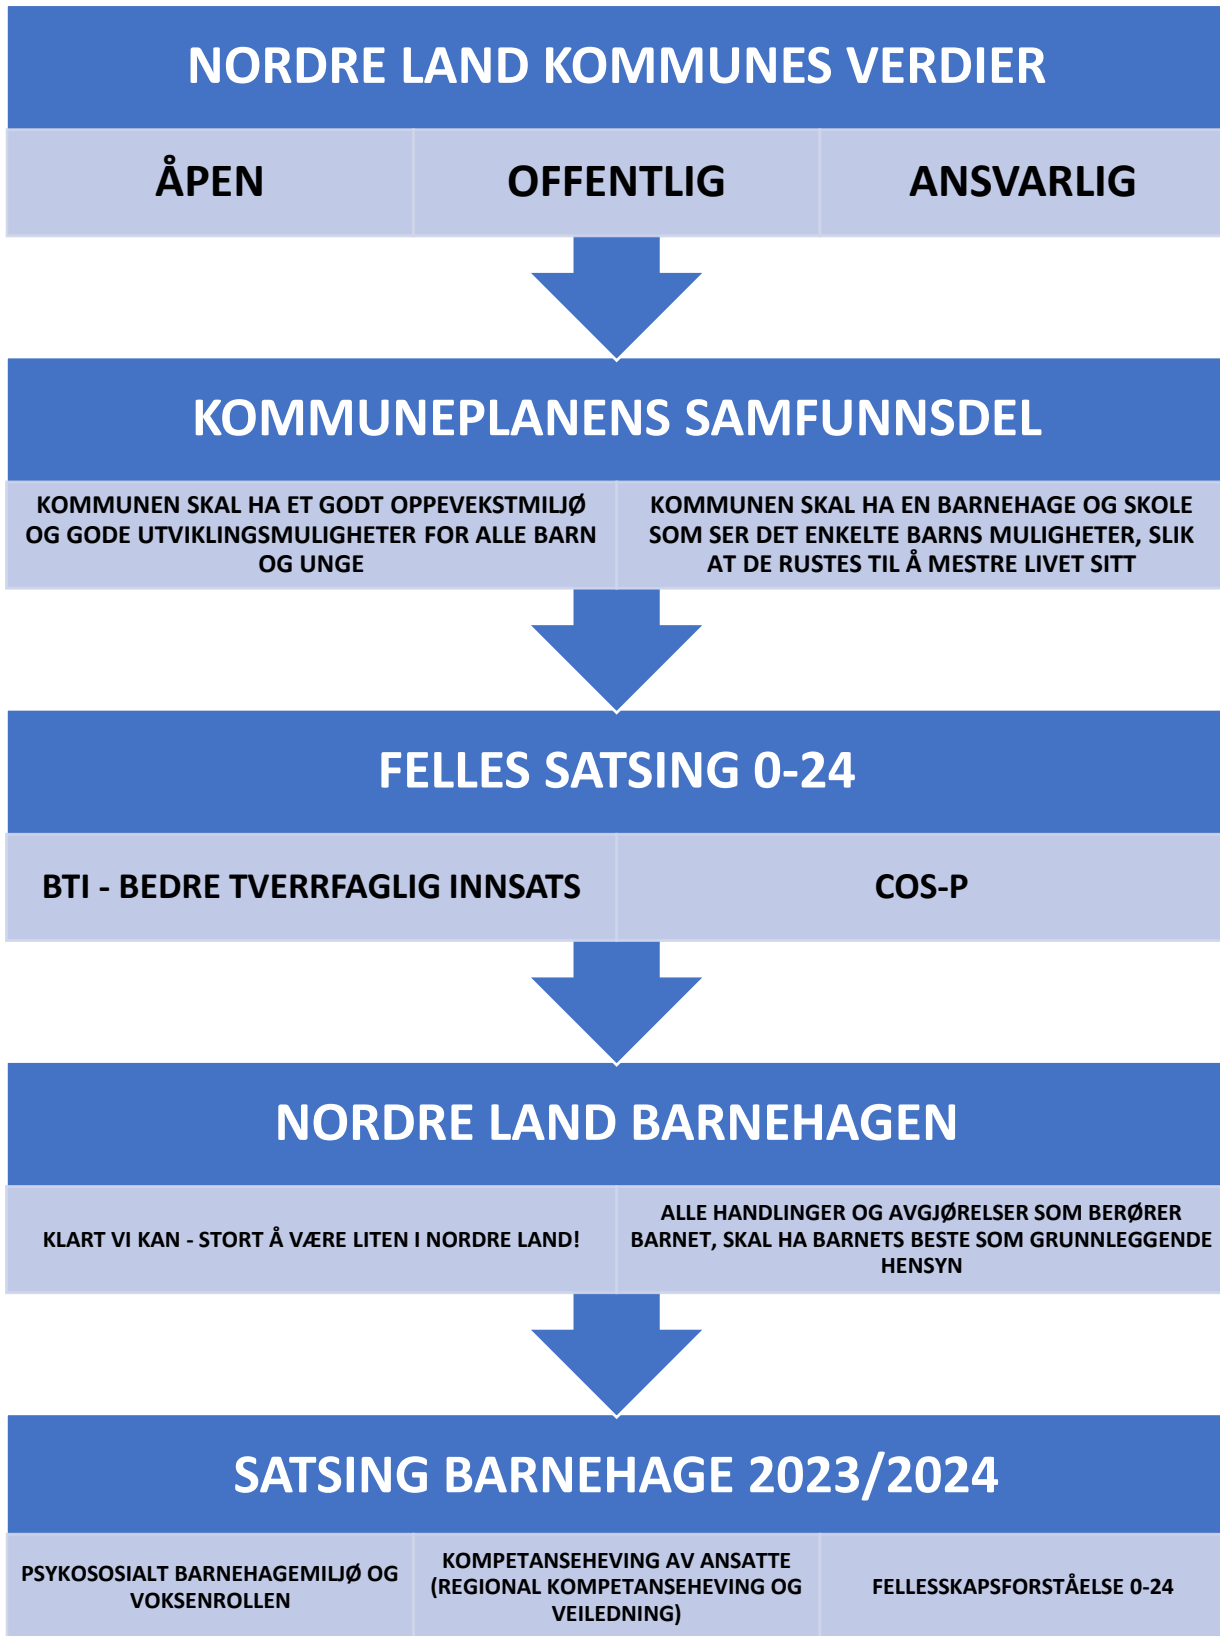 NORDRE LAND KOMMUNES VERDIER
ÅPEN
OFFENTLIG
ANSVARLIG
KOMMUNEPLANENS SAMFUNNSDEL
KOMMUNEN SKAL HA ET GODT OPPEVEKSTMILJØ
OG GODE UTVIKLINGSMULIGHETER FOR ALLE BARN
OG UNGE
KOMMUNEN SKAL HA EN BARNEHAGE OG SKOLE
SOM SER DET ENKELTE BARNS MULIGHETER, SLIK
AT DE RUSTES TIL Å MESTRE LIVET SITT
FELLES SATSING 0-24
BTI - BEDRE TVERRFAGLIG INNSATS
COS-P
NORDRE LAND BARNEHAGEN
KLART VI KAN - STORT Å VÆRE LITEN I NORDRE LAND!
ALLE HANDLINGER OG AVGJØRELSER SOM BERØRER
BARNET, SKAL HA BARNETS BESTE SOM GRUNNLEGGENDE
HENSYN
SATSING BARNEHAGE 2023/2024
PSYKOSOSIALT BARNEHAGEMILJØ OG
VOKSENROLLEN
KOMPETANSEHEVING AV ANSATTE
(REGIONAL KOMPETANSEHEVING OG
VEILEDNING)
FELLESSKAPSFORSTÅELSE 0-24